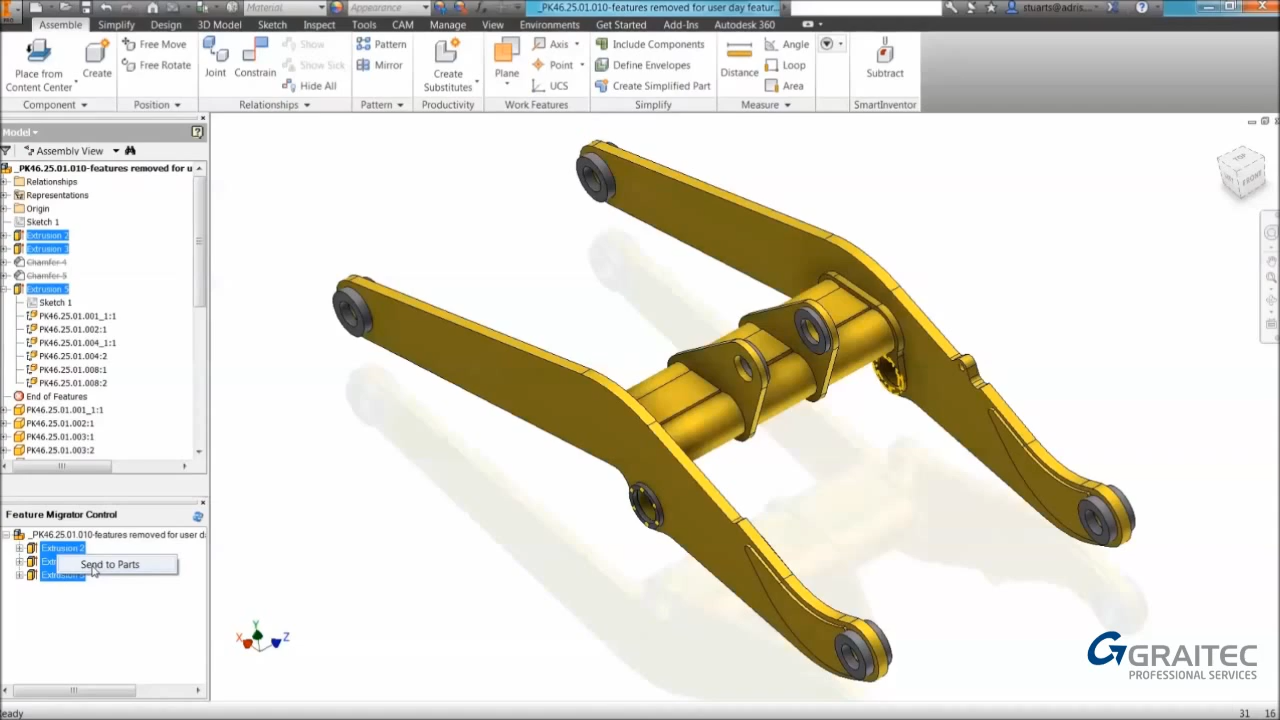 Material
Appearance
_PK46.25.01.010-features removed for user day featur...
stuarts@adris...
Assemble Simplify Design 3D Model Sketch Inspect Tools CAM Manage View Environments Get Started Add-Ins Autodesk 360
Place from Content Center
Create
Free Move
Free Rotate
Joint
Constrain
Show
Show Sick
Hide All
Pattern
Mirror
Create Substitutes
Plane
Axis
Point
UCS
Include Components
Define Envelopes
Create Simplified Part
Distance
Angle
Loop
Area
Subtract
Component Position Relationships Pattern Productivity Work Features Simplify Measure SmartInventor
Model
Assembly View
_PK46.25.01.010-features removed for u
Relationships
Representations
Origin
Sketch 1
Extrusion 2
Extrusion 3
Chamfer 4
Chamfer 5
Extrusion 5
Sketch 1
PK46.25.01.001_1:1
PK46.25.01.002:1
PK46.25.01.004_1:1
PK46.25.01.004:2
PK46.25.01.008:1
PK46.25.01.008:2
End of Features
PK46.25.01.001_1:1
PK46.25.01.002:1
PK46.25.01.003:1
PK46.25.01.003:2
Feature Migrator Control
_PK46.25.01.010-features removed for user d
Extrusion 2
Send to Parts
TOP
FRONT
X Y Z
GRAITEC
PROFESSIONAL SERVICES
eady
31 16